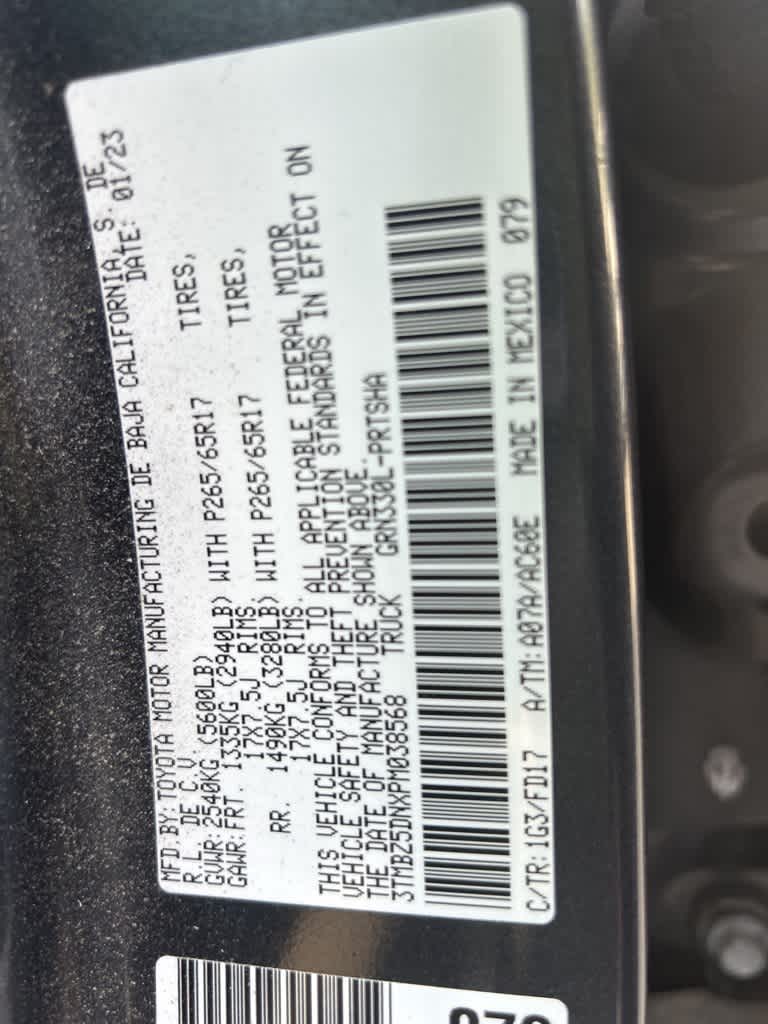 MFD.BY:TOYOTA MOTOR MANUFACTURING DE BAJA CALIFORNIA, S. DE
R.L. DE C.V. DATE: 01/23
GVWR:2540KG (5600LB)
GAWR:FRT. 1335KG (2940LB) WITH P265/65R17 TIRES,
17X7.5J RIMS
RR. 1490KG (3280LB) WITH P265/65R17 TIRES,
17X7.5J RIMS.
THIS VEHICLE CONFORMS TO ALL APPLICABLE FEDERAL MOTOR
VEHICLE SAFETY AND THEFT PREVENTION STANDARDS IN EFFECT ON
THE DATE OF MANUFACTURE SHOWN ABOVE.
3TMBZ5DNXPM038568 TRUCK GRN330L-PRTSHA
C/TR:1G3/FD17 A/TM:A07A/AC60E MADE IN MEXICO 079